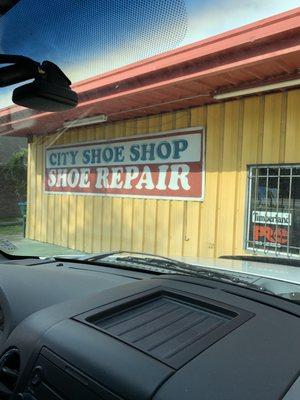 CITY SHOE SHOP
SHOE REPAIR
Timberland
PRO